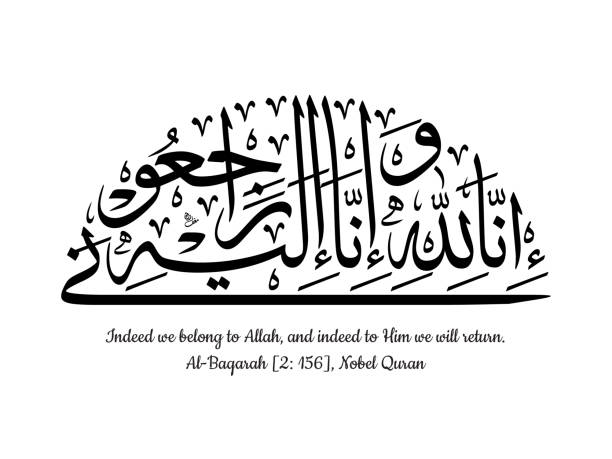 إِنَّا لِلَّهِ وَإِنَّا إِلَيْهِ رَاجِعُونَ
Indeed we belong to Allah, and indeed to Him we will return.
Al-Baqarah [2: 156], Nobel Quran